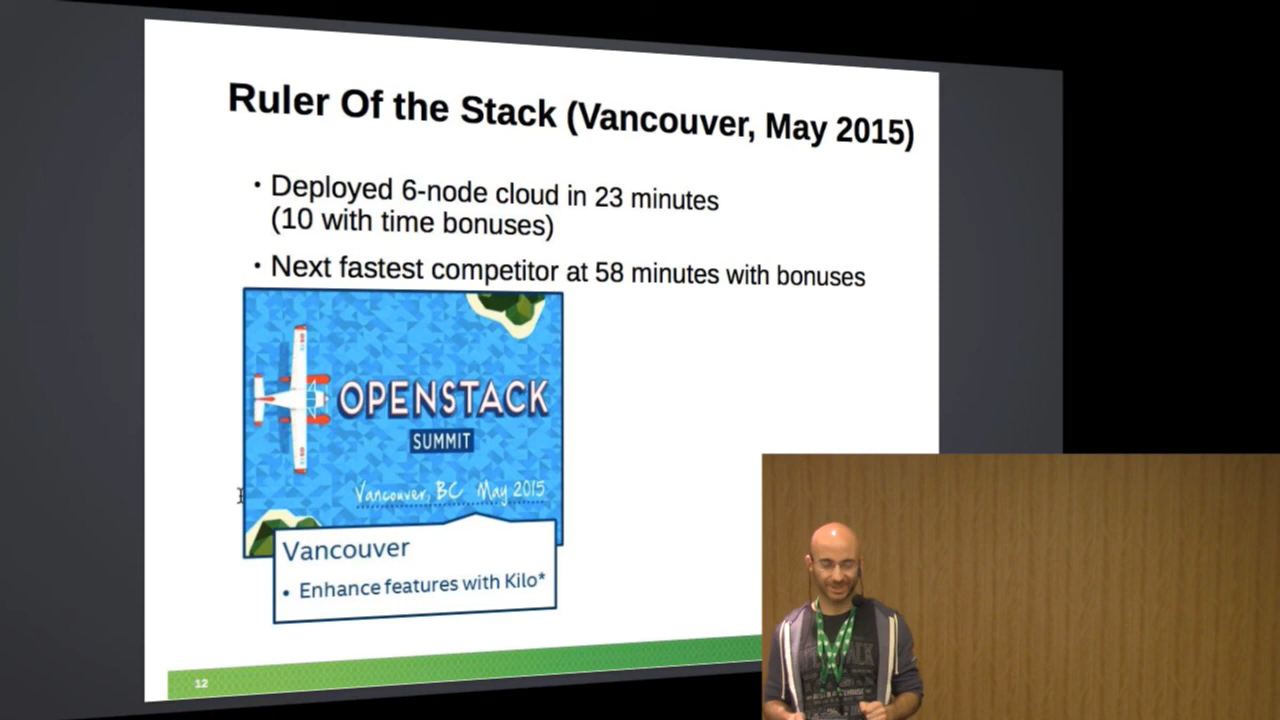 Ruler Of the Stack (Vancouver, May 2015)
• Deployed 6-node cloud in 23 minutes
(10 with time bonuses)
• Next fastest competitor at 58 minutes with bonuses
OPENSTACK
SUMMIT
Vancouver, BC May 2015
Vancouver
• Enhance features with Kilo*
12